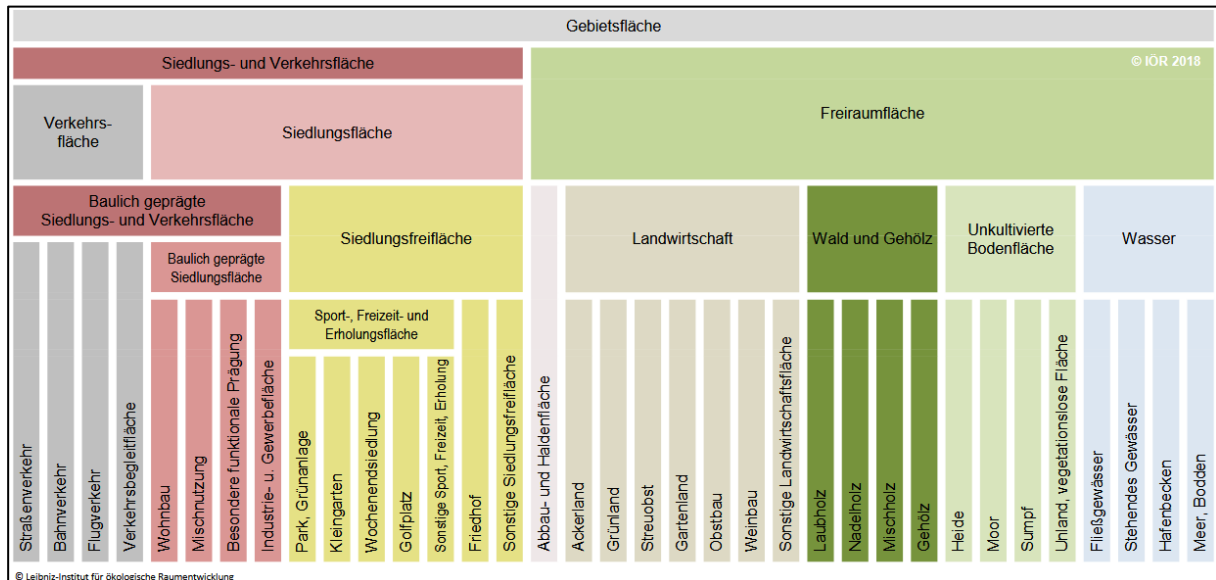 Gebietsfläche
Siedlungs- und Verkehrsfläche
© IÖR 2018
Verkehrs-
fläche
Siedlungsfläche
Freiraumfläche
Baulich geprägte
Siedlungs- und Verkehrsfläche
Siedlungsfreifläche
Landwirtschaft
Wald und Gehölz
Unkultivierte
Bodenfläche
Wasser
Baulich geprägte
Siedlungsfläche
Sport-, Freizeit- und
Erholungsfläche
Straßenverkehr
Bahnverkehr
Flugverkehr
Verkehrsbegleitfläche
Wohnbau
Mischnutzung
Besondere funktionale Prägung
Industrie- u. Gewerbefläche
Park, Grünanlage
Kleingarten
Wochenendsiedlung
Golfplatz
Sonstige Sport, Freizeit, Erholung
Friedhof
Sonstige Siedlungsfreifläche
Abbau- und Haldenfläche
Ackerland
Grünland
Streuobst
Gartenland
Obstbau
Weinbau
Sonstige Landwirtschaftsfläche
Laubholz
Nadelholz
Mischholz
Gehölz
Heide
Moor
Sumpf
Unland, vegetationslose Fläche
Fließgewässer
Stehendes Gewässer
Hafenbecken
Meer, Boden
© Leibniz-Institut für ökologische Raumentwicklung